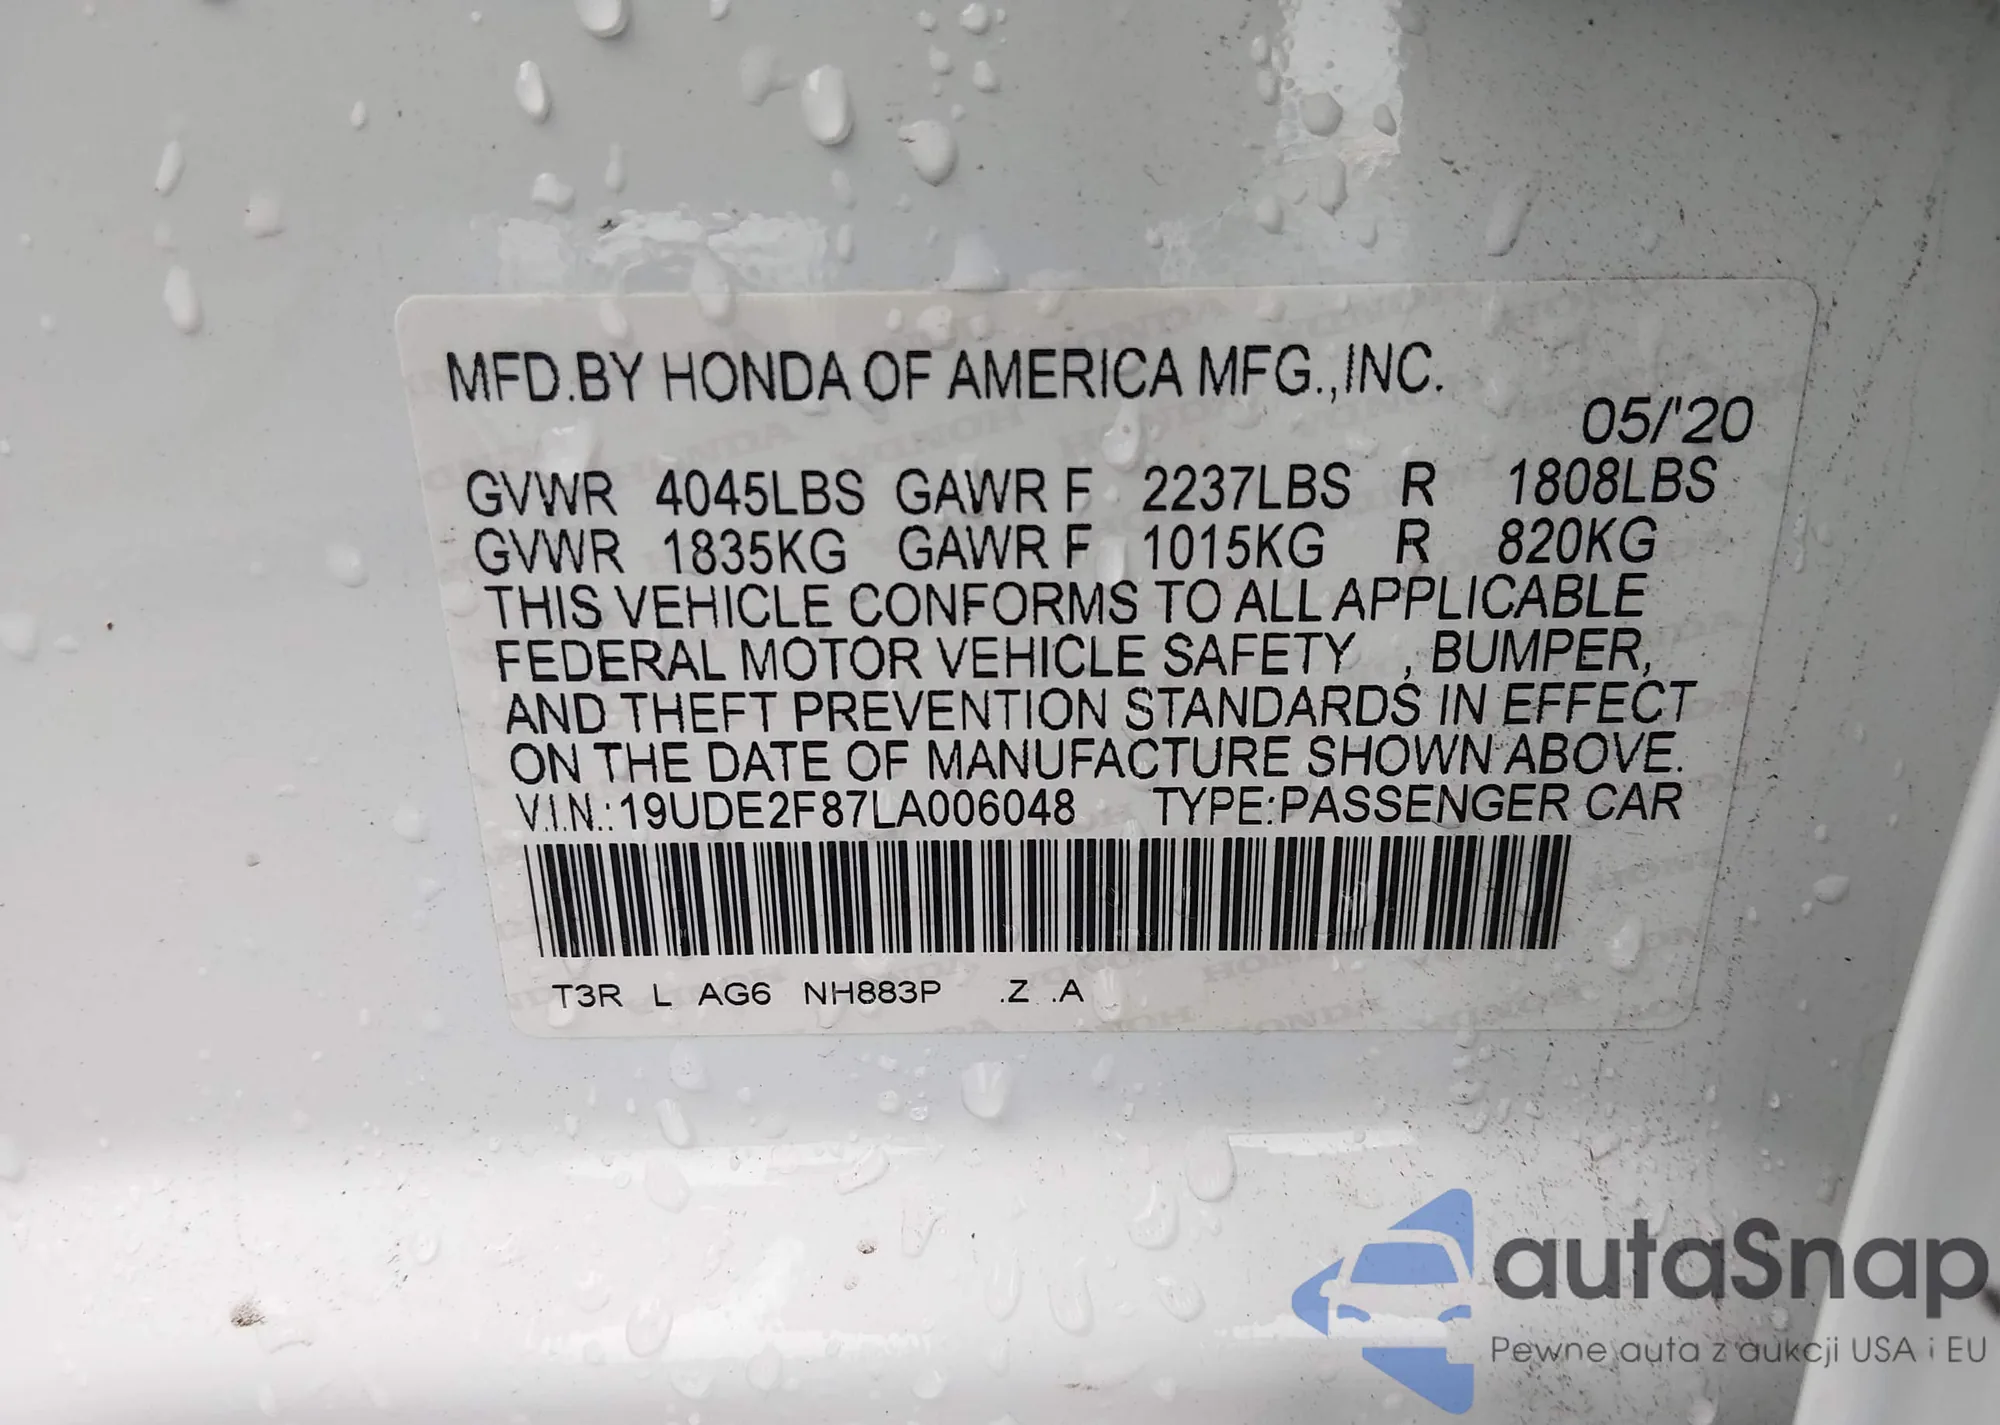 MFD.BY HONDA OF AMERICA MFG.,INC.
05/'20
GVWR 4045LBS GAWR F 2237LBS R 1808LBS
GVWR 1835KG GAWR F 1015KG R 820KG
THIS VEHICLE CONFORMS TO ALL APPLICABLE
FEDERAL MOTOR VEHICLE SAFETY , BUMPER,
AND THEFT PREVENTION STANDARDS IN EFFECT
ON THE DATE OF MANUFACTURE SHOWN ABOVE.
V.I.N.:19UDE2F87LA006048 TYPE:PASSENGER CAR
T3R L AG6 NH883P .Z .A
autaSnap
Pewne auta z aukcji USA i EU